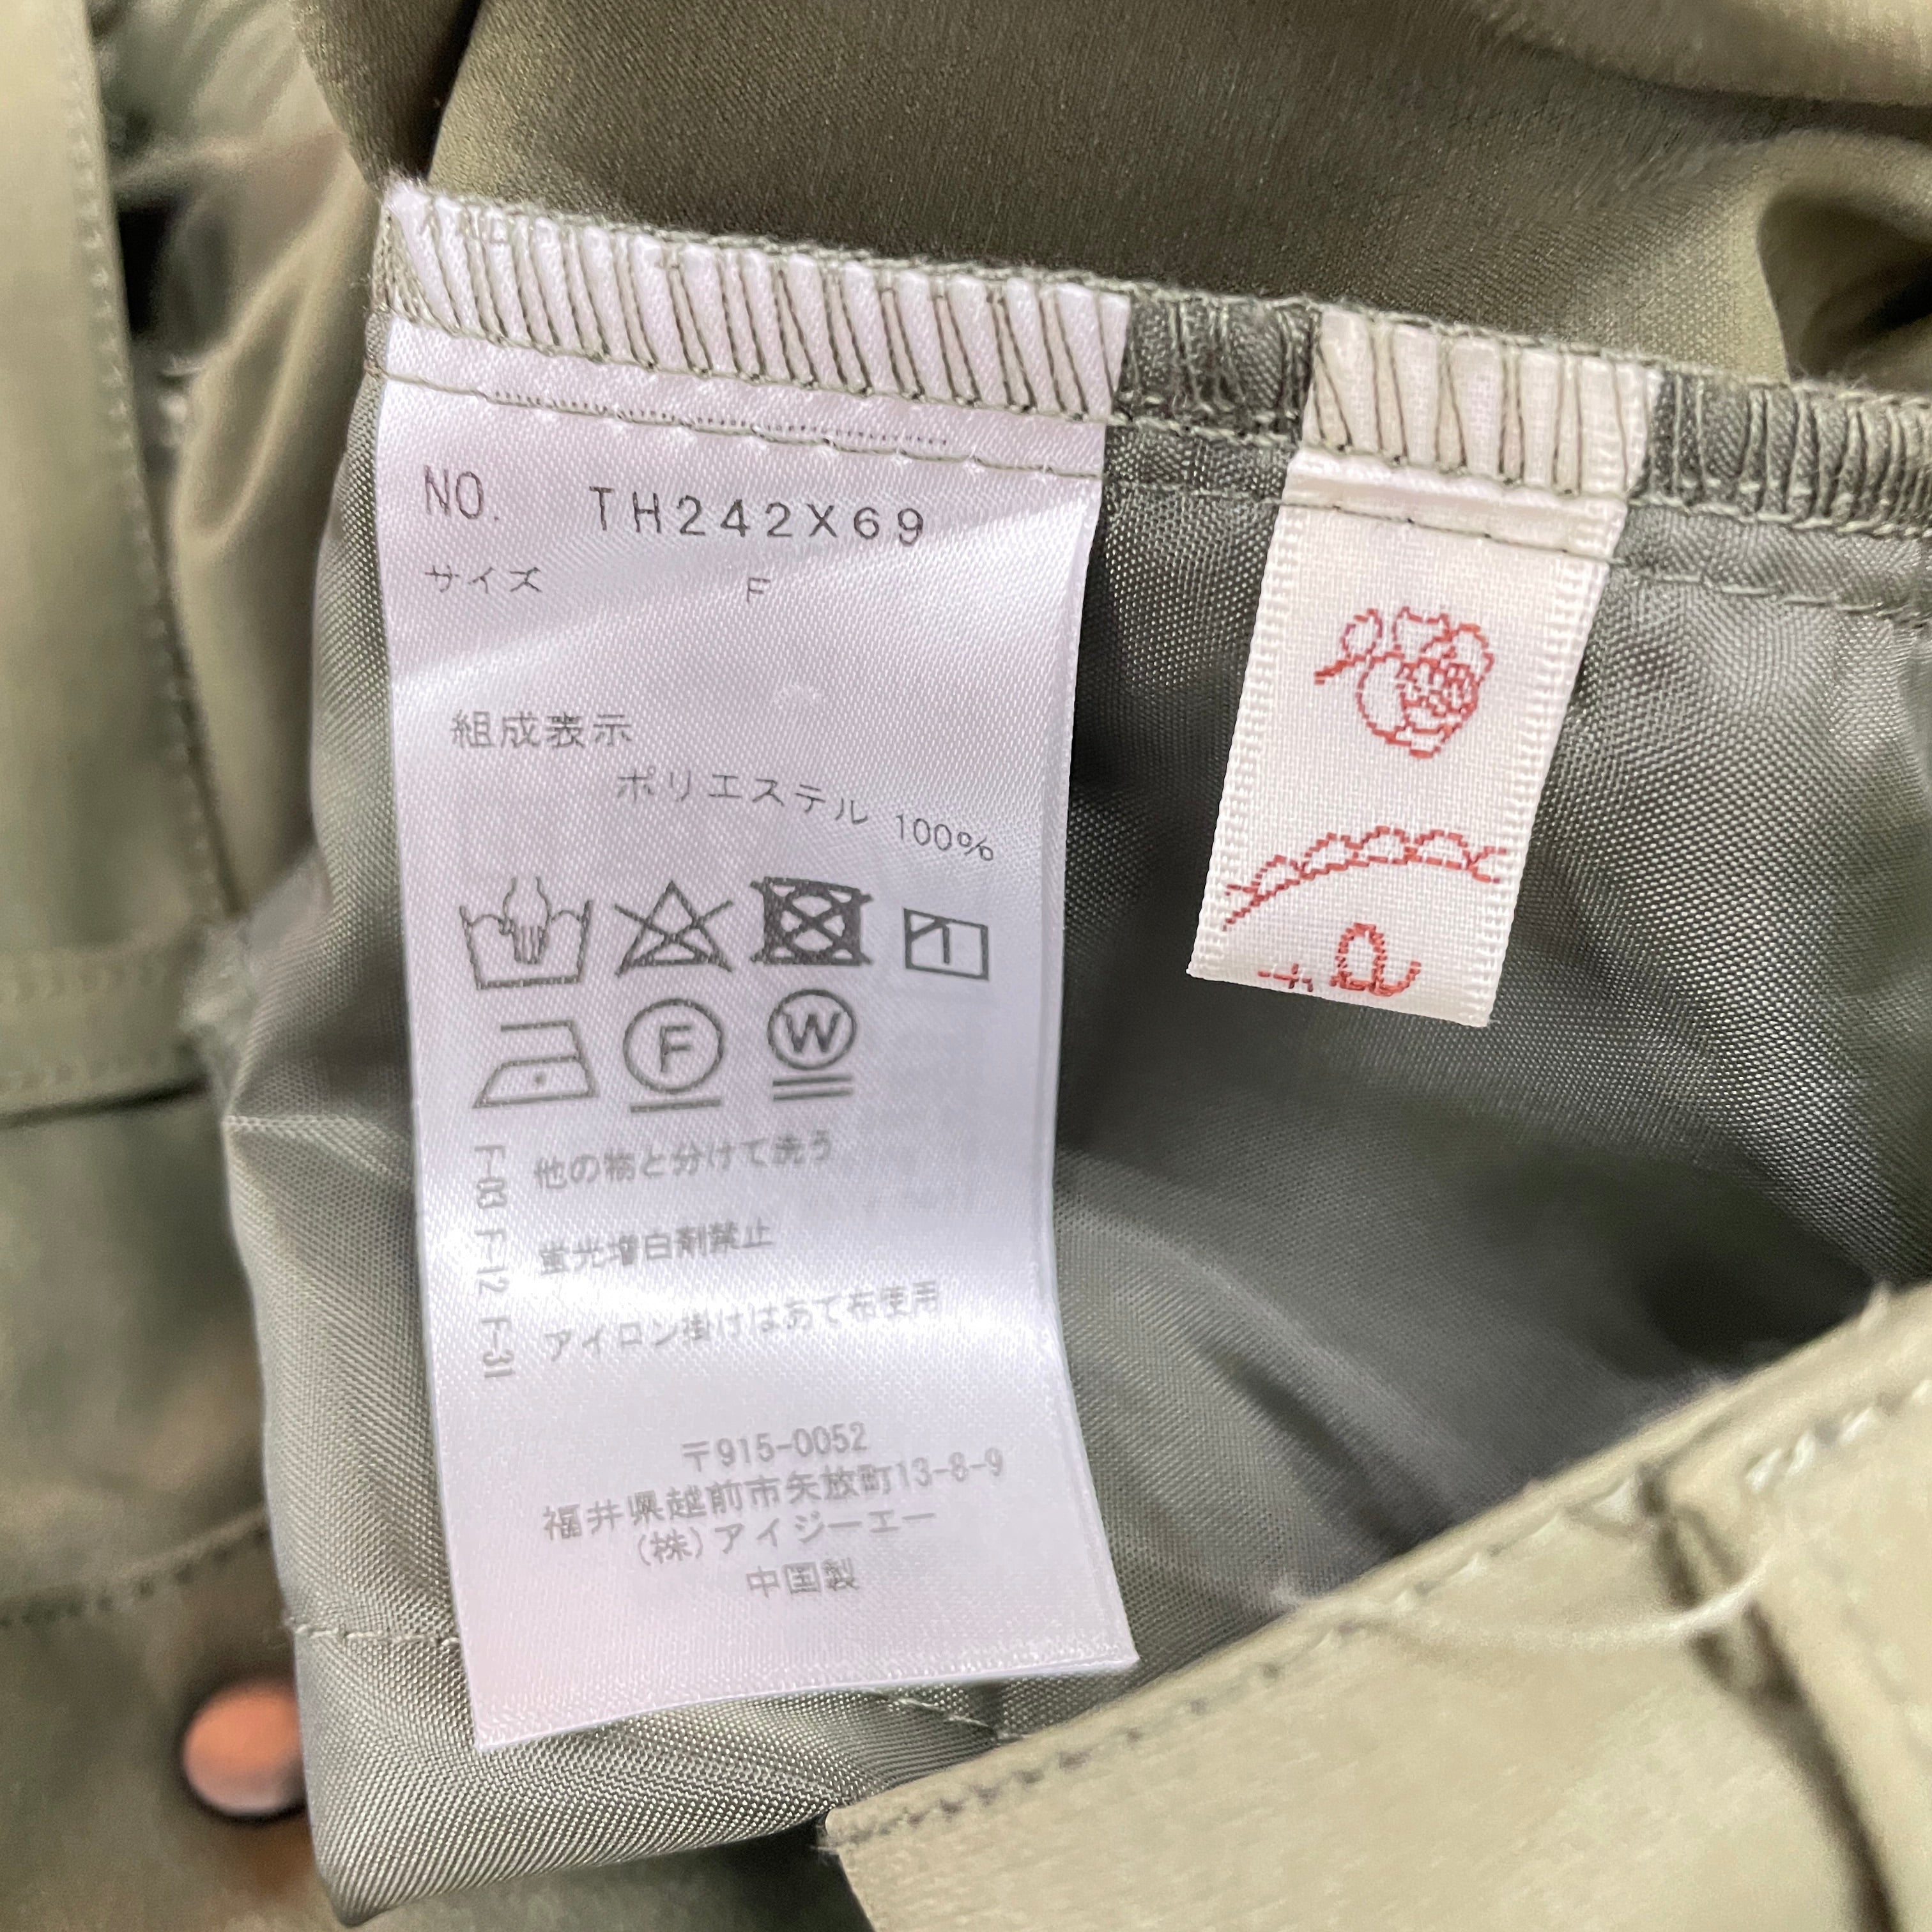 NO. TH242X69
サイズ F
組成表示
ポリエステル 100%
F
W
F-03 他の物と分けて洗う
F-12 蛍光増白剤禁止
F-31 アイロン掛けはあて布使用
〒915-0052
福井県越前市矢放町13-8-9
(株)アイジーエー
中国製